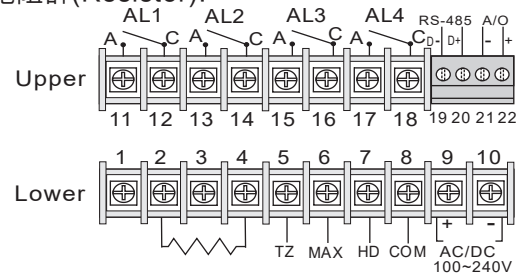 (Resistor):
AL1 AL2 AL3 AL4 RS-485 A/O
A C A C A C A C D- D+ - +
Upper
11 12 13 14 15 16 17 18 19 20 21 22
1 2 3 4 5 6 7 8 9 10
Lower
+ -
TZ MAX HD COM AC/DC
100~240V